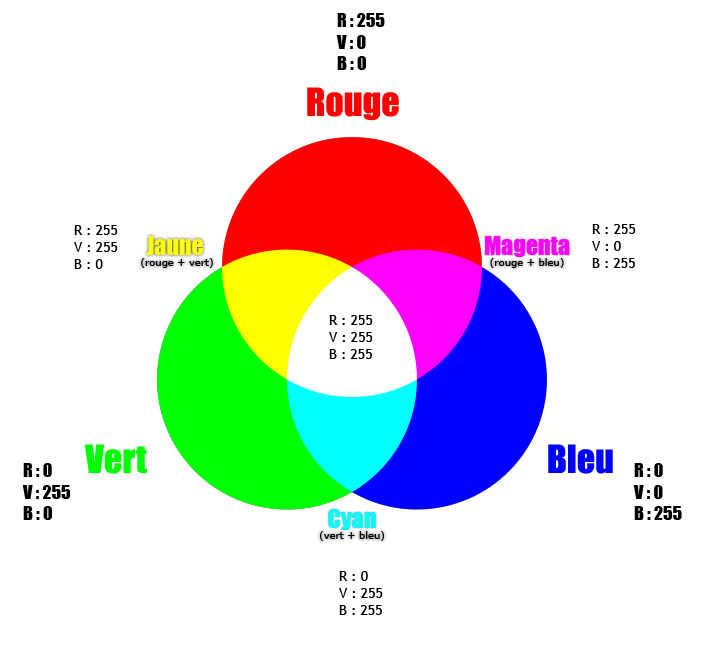 R : 255
V : 0
B : 0
Rouge
R : 255
V : 255
B : 0
Jaune
(rouge + vert)
Magenta
(rouge + bleu)
R : 255
V : 0
B : 255
R : 255
V : 255
B : 255
Vert
R : 0
V : 255
B : 0
Bleu
R : 0
V : 0
B : 255
Cyan
(vert + bleu)
R : 0
V : 255
B : 255